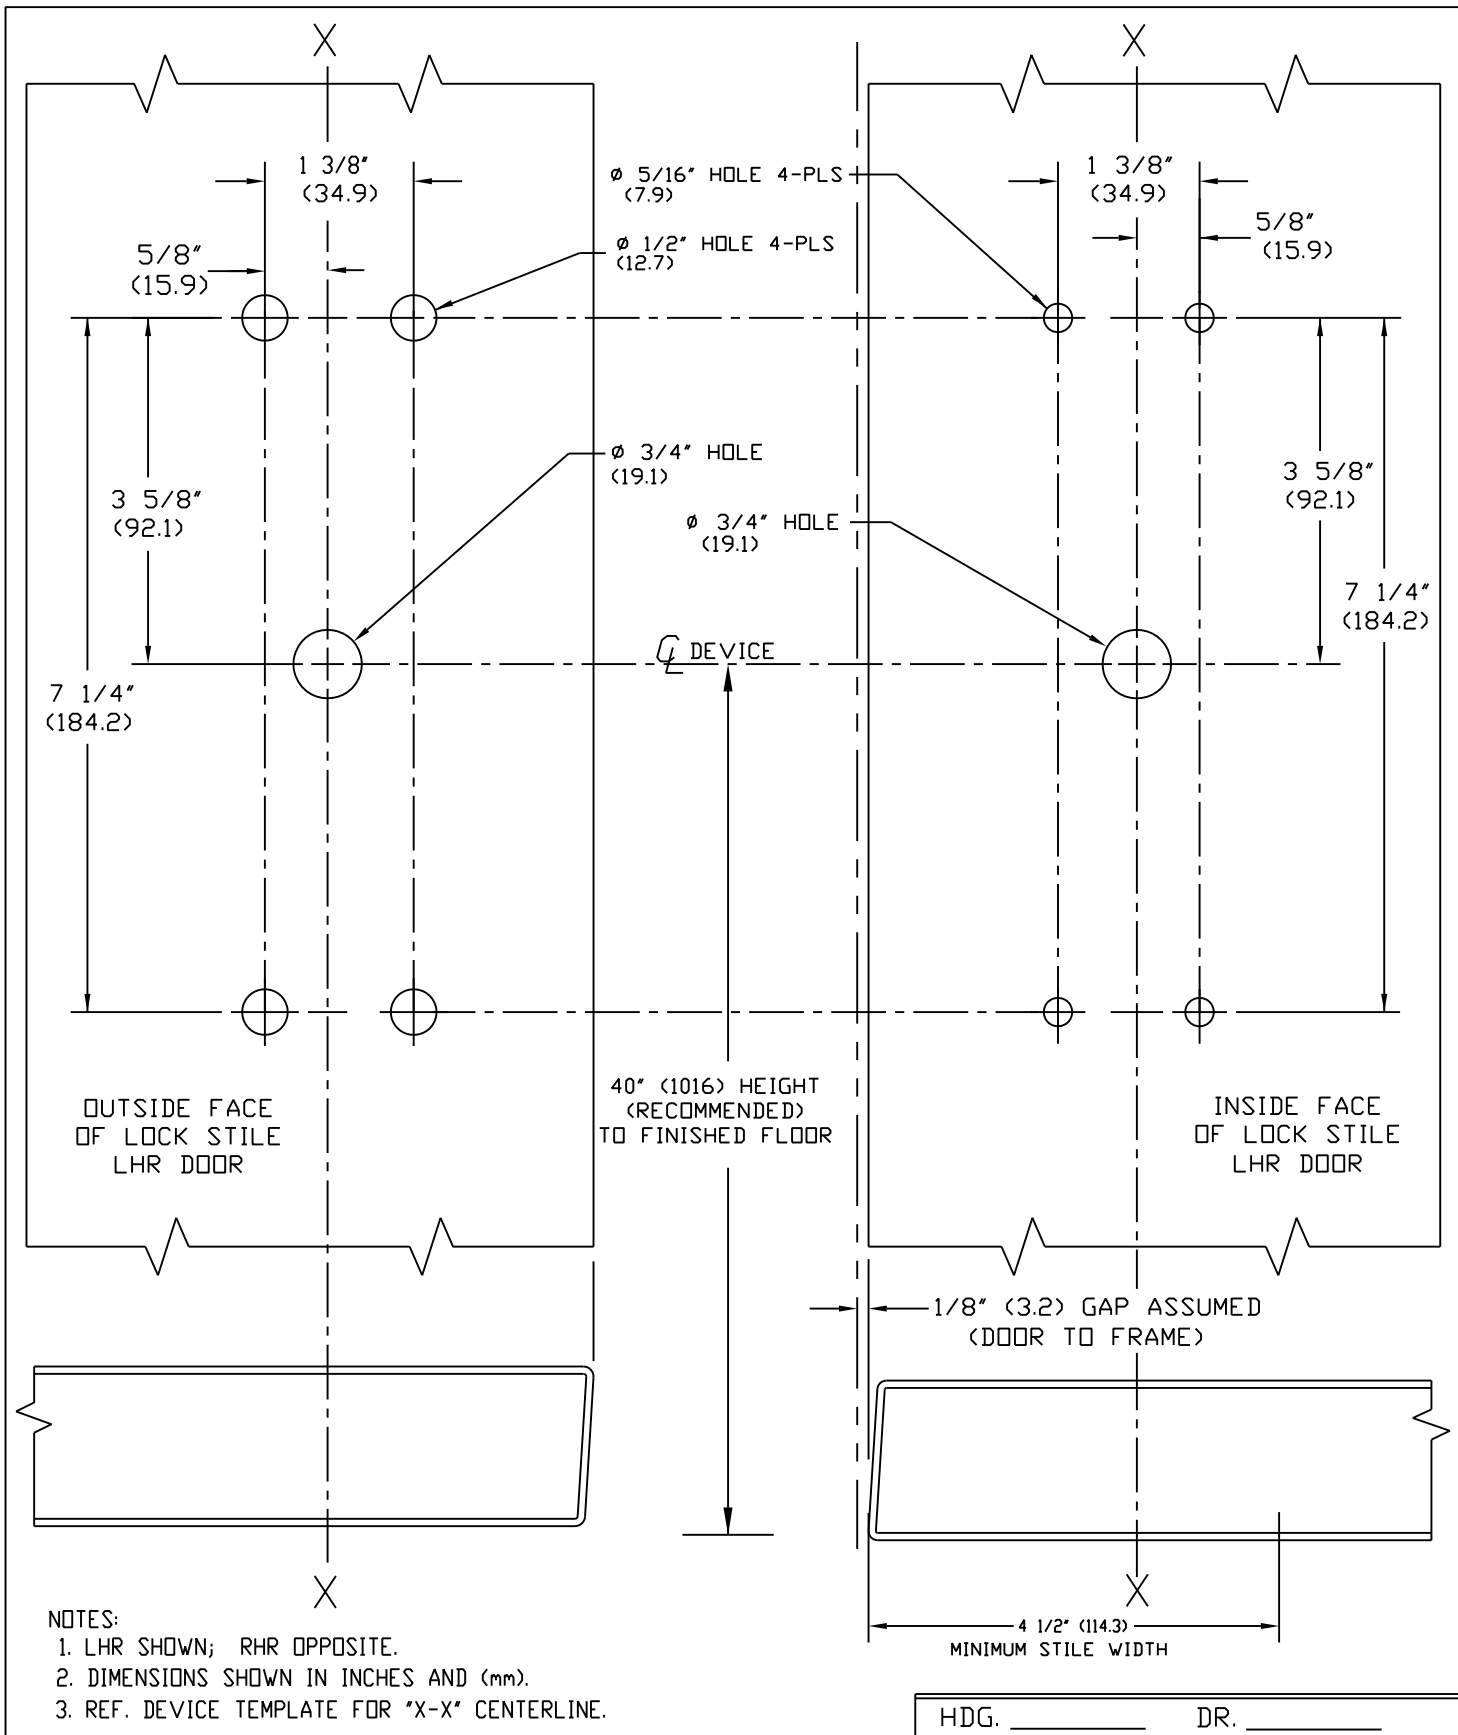 X
X
1 3/8"
(34.9)
5/8"
(15.9)
ø 5/16" HOLE 4-PLS
(7.9)
ø 1/2" HOLE 4-PLS
(12.7)
1 3/8"
(34.9)
5/8"
(15.9)
ø 3/4" HOLE
(19.1)
3 5/8"
(92.1)
ø 3/4" HOLE
(19.1)
3 5/8"
(92.1)
7 1/4"
(184.2)
℄ DEVICE
7 1/4"
(184.2)
40" (1016) HEIGHT
(RECOMMENDED)
TO FINISHED FLOOR
OUTSIDE FACE
OF LOCK STILE
LHR DOOR
INSIDE FACE
OF LOCK STILE
LHR DOOR
1/8" (3.2) GAP ASSUMED
(DOOR TO FRAME)
X
X
4 1/2" (114.3)
MINIMUM STILE WIDTH
NOTES:
1. LHR SHOWN; RHR OPPOSITE.
2. DIMENSIONS SHOWN IN INCHES AND (mm).
3. REF. DEVICE TEMPLATE FOR "X-X" CENTERLINE.
HDG. __________ DR. __________